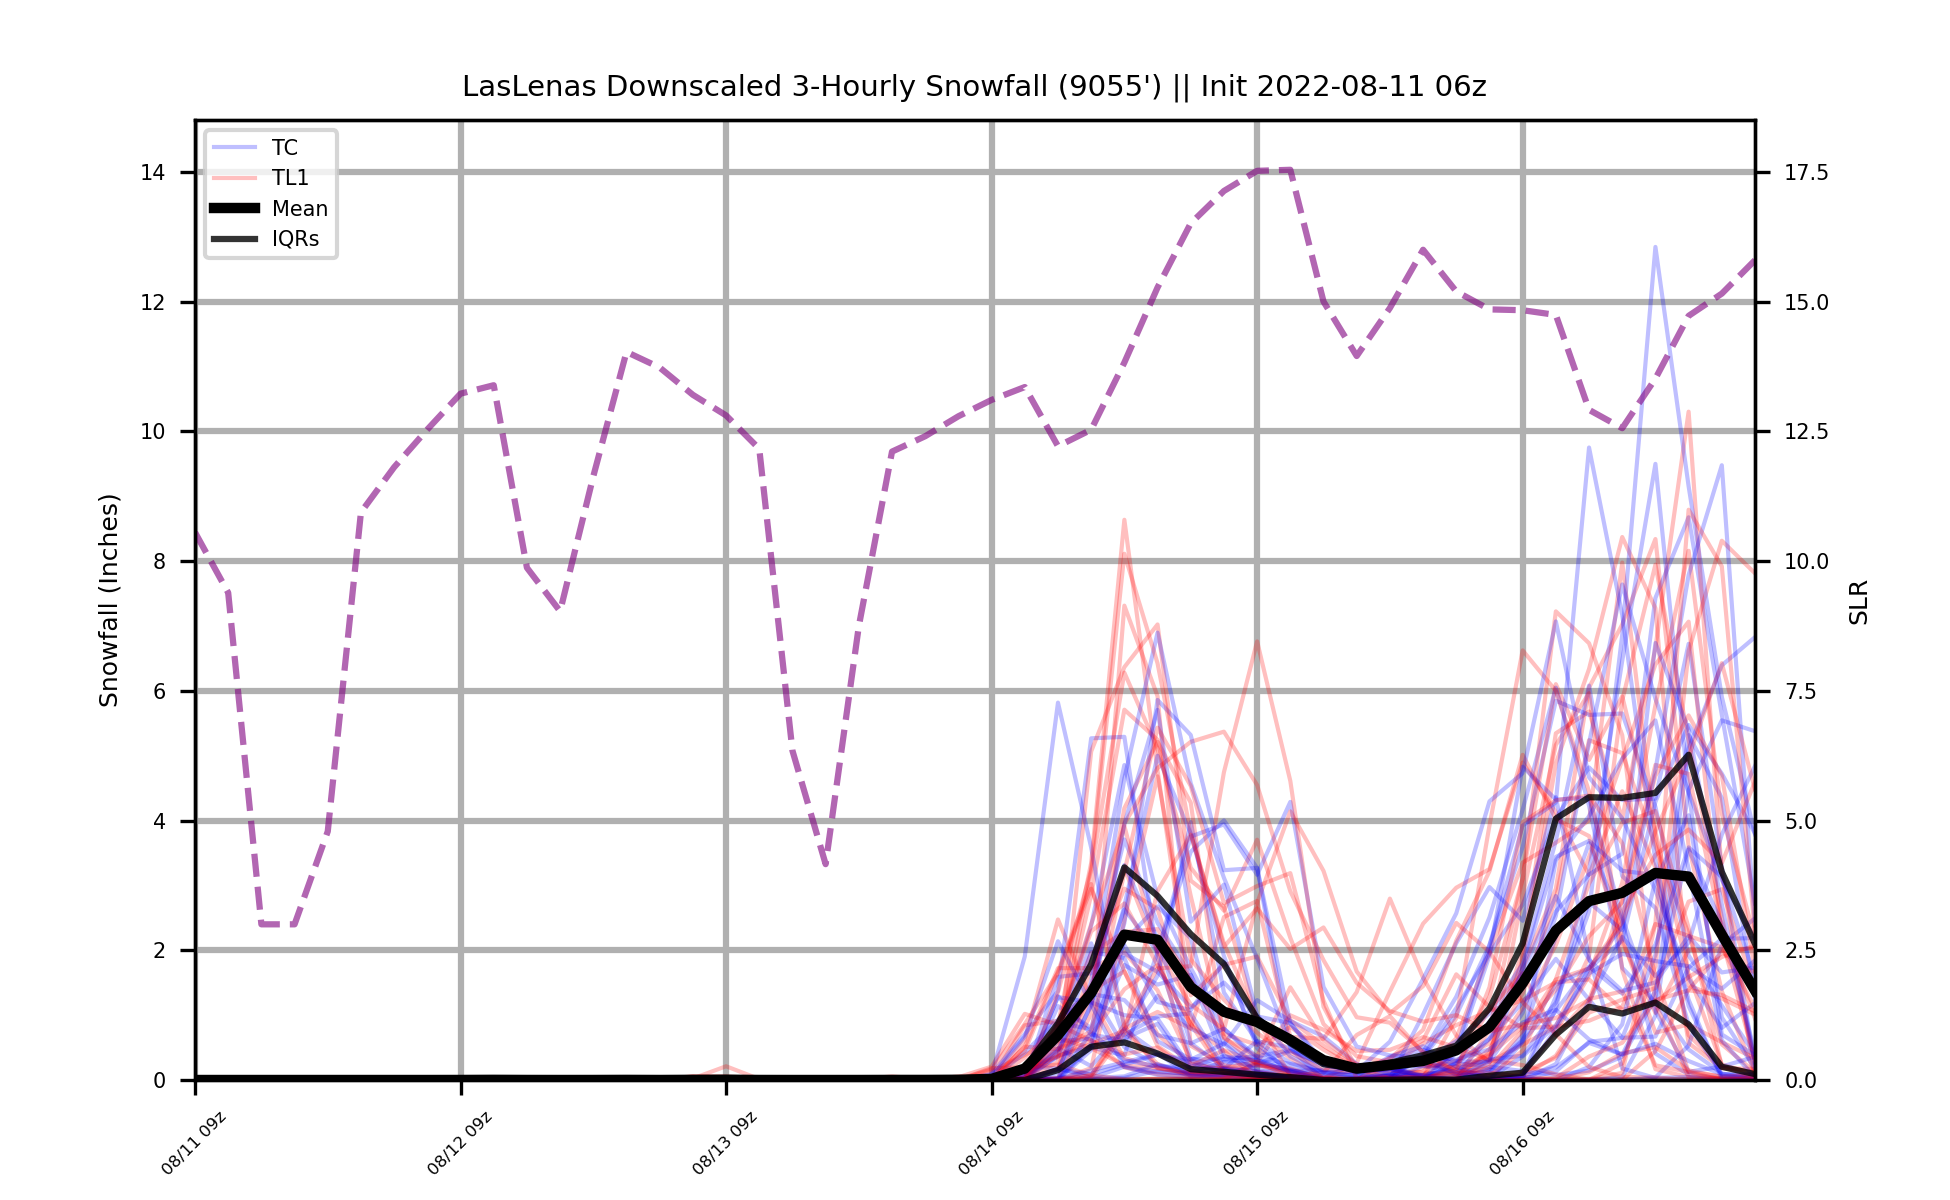 LasLenas Downscaled 3-Hourly Snowfall (9055') || Init 2022-08-11 06z
TC
TL1
Mean
IQRs
14
12
10
8
6
4
2
0
Snowfall (Inches)
17.5
15.0
12.5
10.0
7.5
5.0
2.5
0.0
SLR
08/11 09z
08/12 09z
08/13 09z
08/14 09z
08/15 09z
08/16 09z